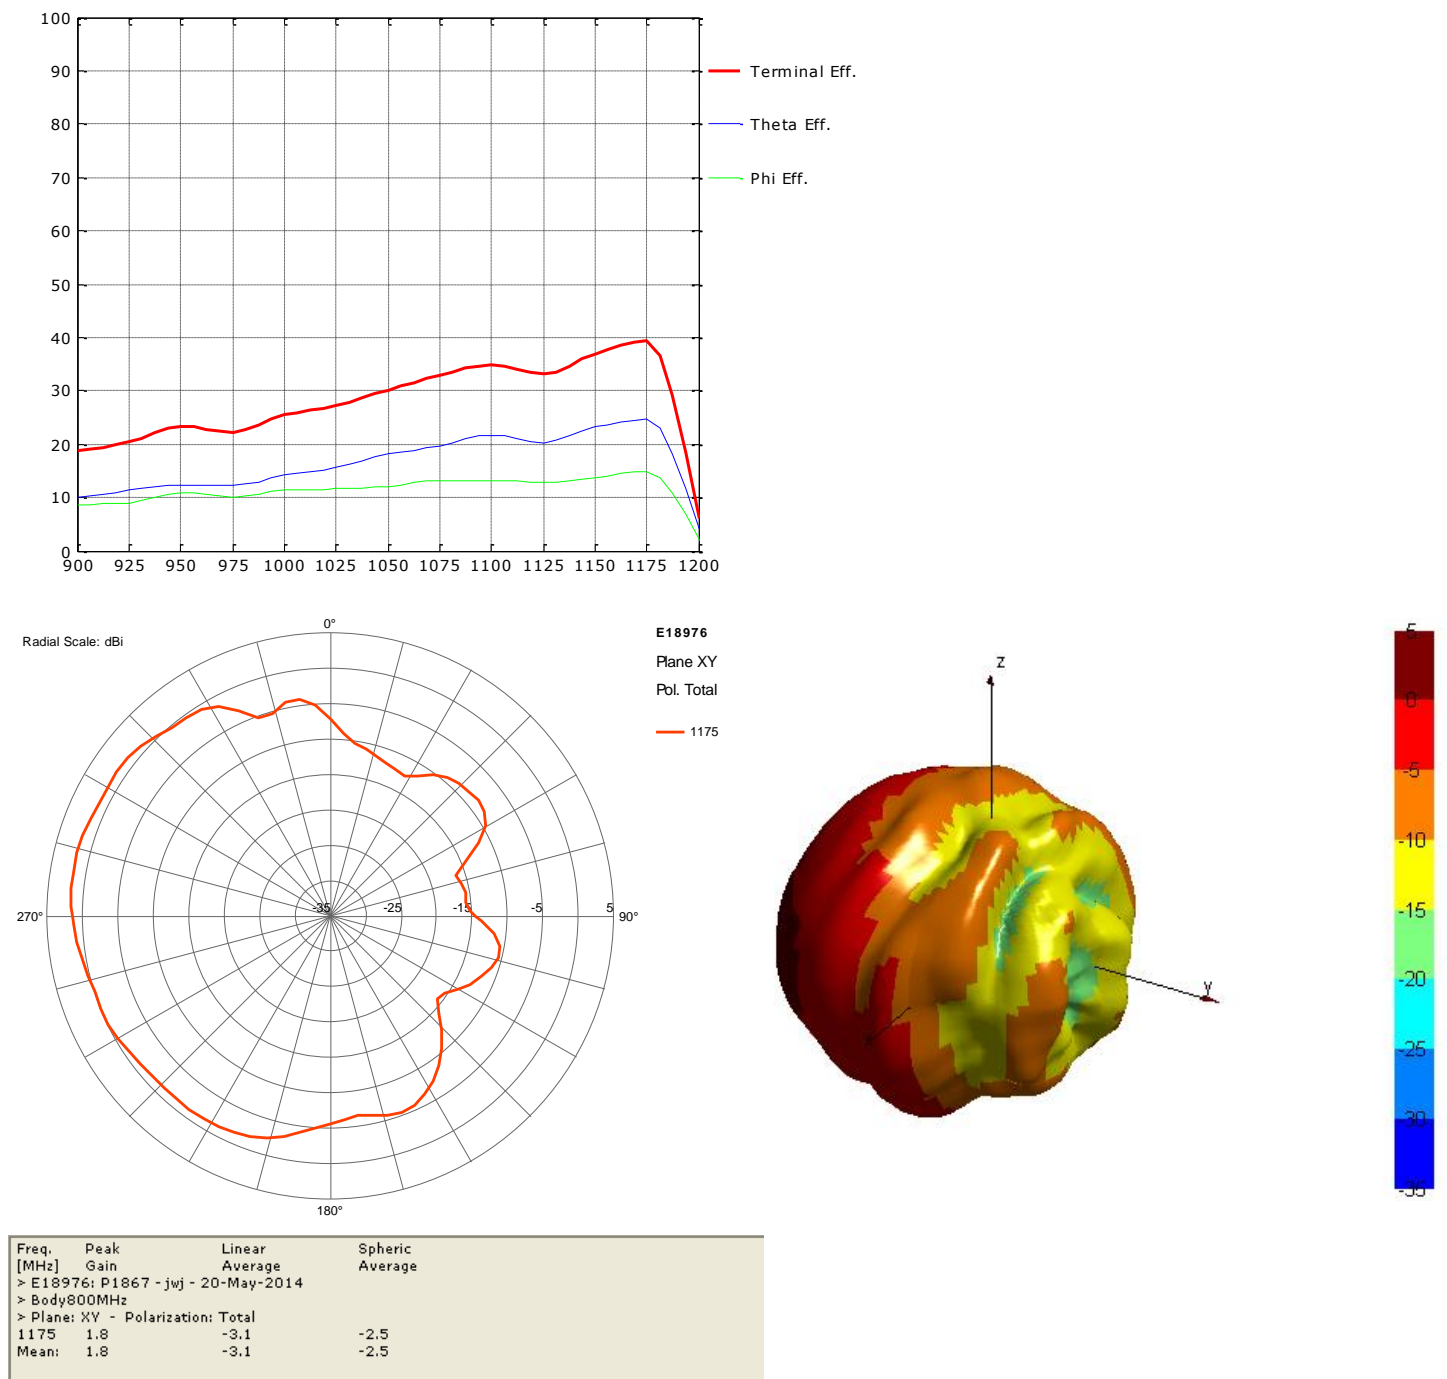 100
90
80
70
60
50
40
30
20
10
0
900 925 950 975 1000 1025 1050 1075 1100 1125 1150 1175 1200
Terminal Eff.
Theta Eff.
Phi Eff.
Radial Scale: dBi
0°
270°
-35 -25 -15 -5 5
90°
180°
E18976
Plane XY
Pol. Total
1175
Z
Y
5
0
-5
-10
-15
-20
-25
-30
-35
Freq. Peak Linear Spheric
[MHz] Gain Average Average
> E18976: P1867 - jwj - 20-May-2014
> Body800MHz
> Plane: XY - Polarization: Total
1175 1.8 -3.1 -2.5
Mean: 1.8 -3.1 -2.5